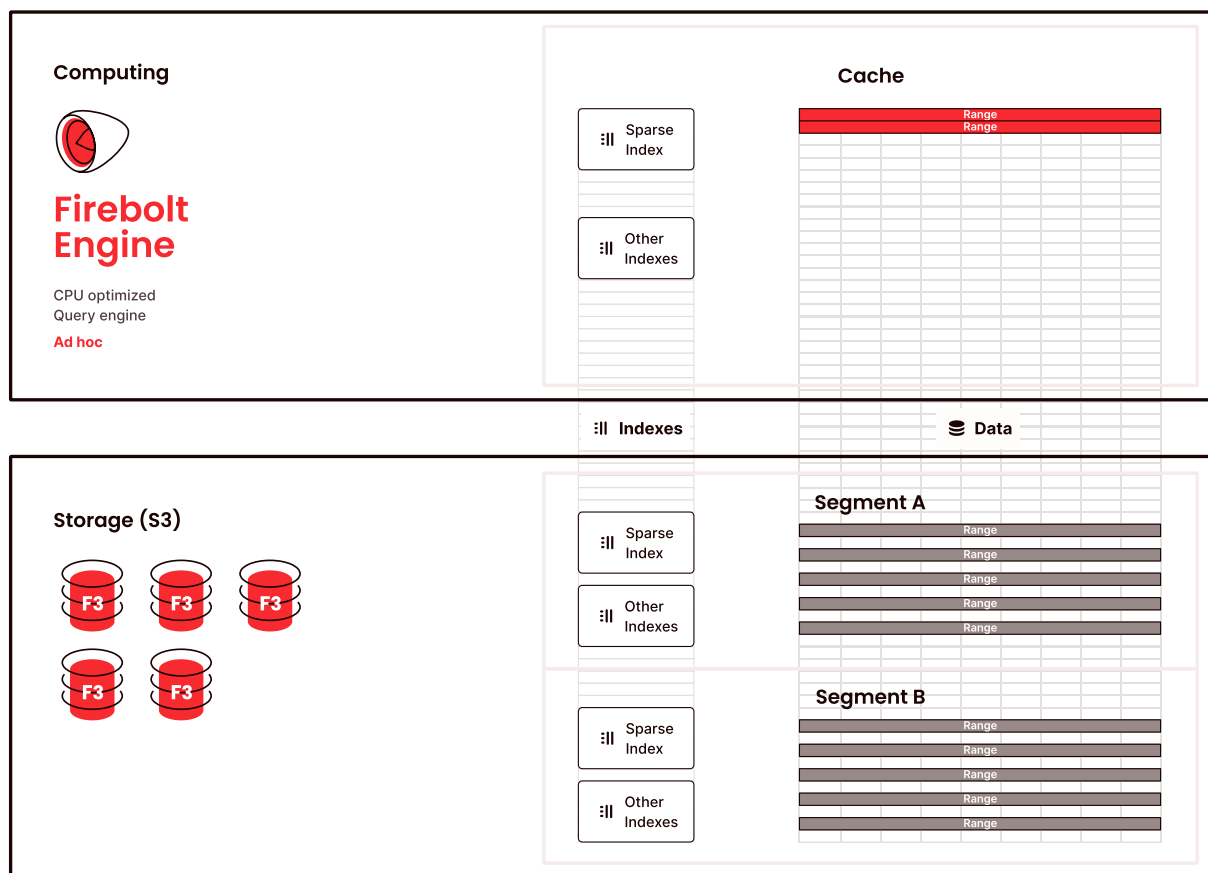 Computing
Firebolt
Engine
CPU optimized
Query engine
Ad hoc
Cache
Sparse
Index
Other
Indexes
Range
Range
Indexes
Data
Storage (S3)
F3
F3
F3
F3
F3
Segment A
Sparse
Index
Other
Indexes
Range
Range
Range
Range
Range
Segment B
Sparse
Index
Other
Indexes
Range
Range
Range
Range
Range